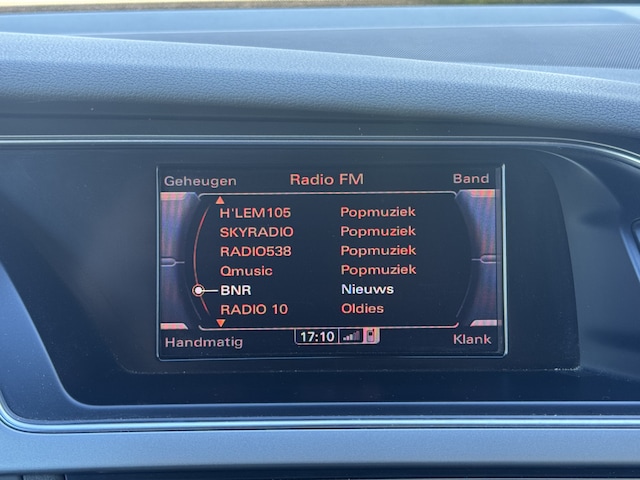 Geheugen Radio FM Band
H'LEM105 Popmuziek
SKYRADIO Popmuziek
RADIO538 Popmuziek
Qmusic Popmuziek
BNR Nieuws
RADIO 10 Oldies
Handmatig 17:10 Klank